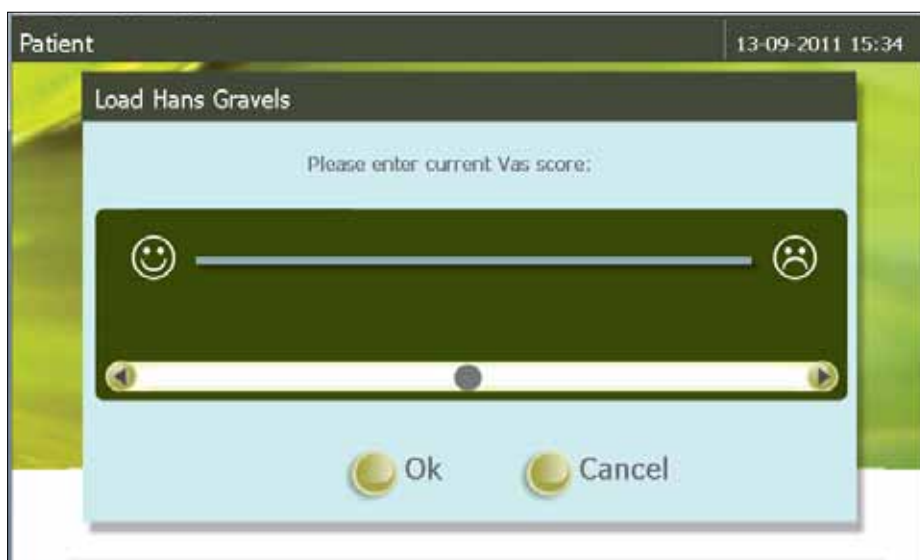 Patient 13-09-2011 15:34
Load Hans Gravels
Please enter current Vas score:
Ok Cancel